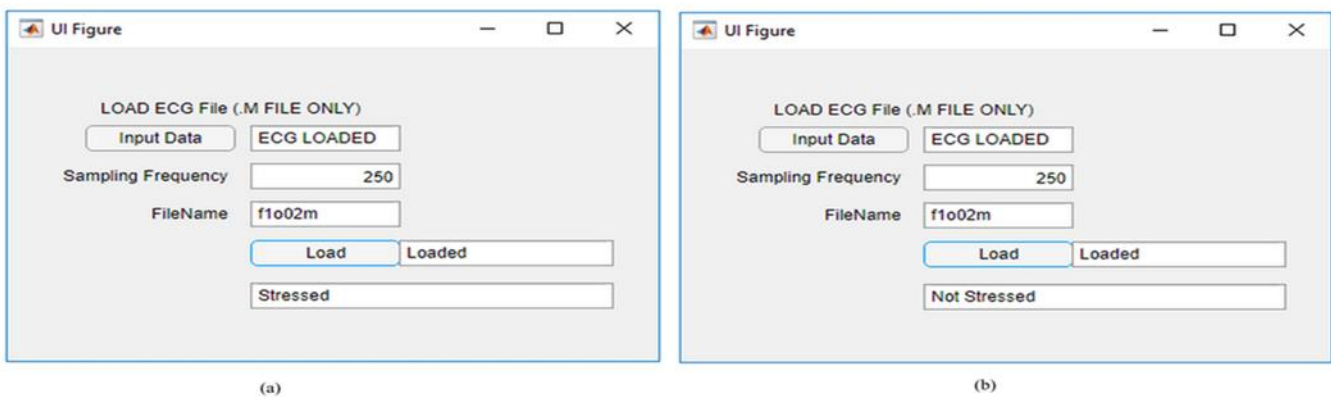 UI Figure
LOAD ECG File (.M FILE ONLY)
Input Data ECG LOADED
Sampling Frequency 250
FileName f1o02m
Load Loaded
Stressed
(a)
UI Figure
LOAD ECG File (.M FILE ONLY)
Input Data ECG LOADED
Sampling Frequency 250
FileName f1o02m
Load Loaded
Not Stressed
(b)